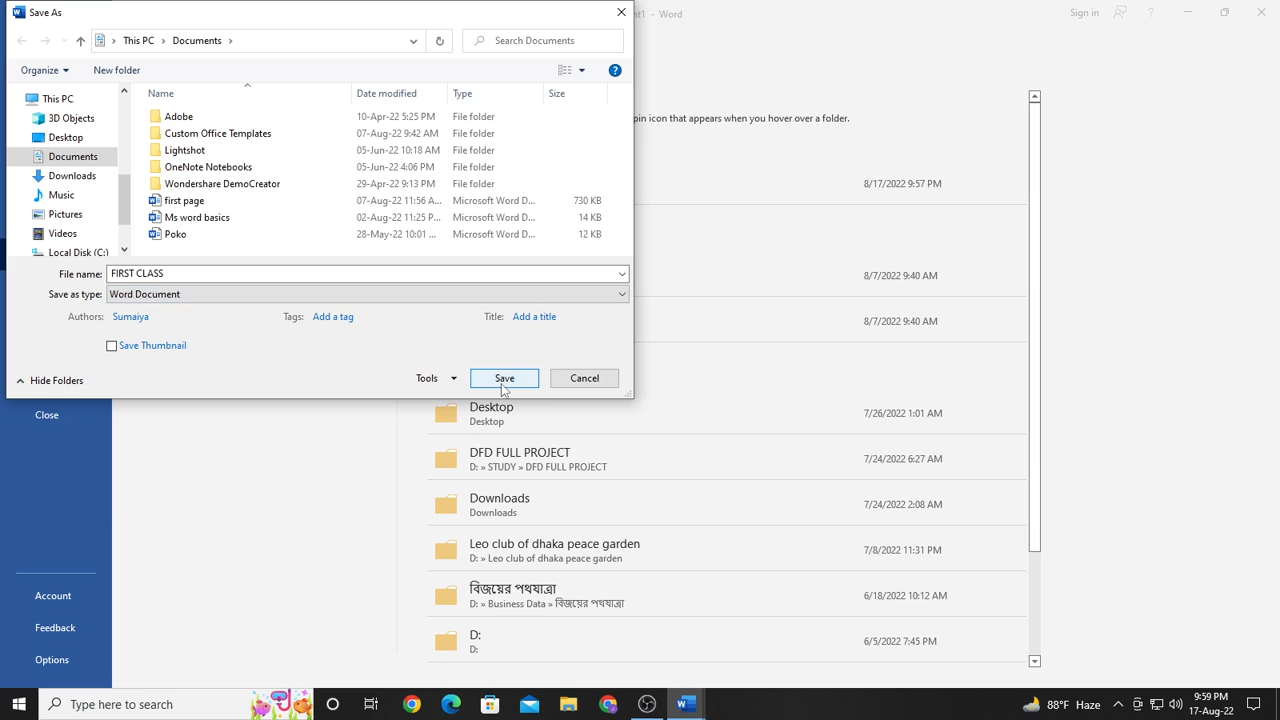 Save As
nt1 - Word
Sign in
This PC
Documents
Search Documents
Organize
New folder
Name
Date modified
Type
Size
This PC
3D Objects
Desktop
Documents
Downloads
Music
Pictures
Videos
Local Disk (C:)
Adobe 10-Apr-22 5:25 PM File folder
Custom Office Templates 07-Aug-22 9:42 AM File folder
Lightshot 05-Jun-22 10:18 AM File folder
OneNote Notebooks 05-Jun-22 4:06 PM File folder
Wondershare DemoCreator 29-Apr-22 9:13 PM File folder
first page 07-Aug-22 11:56 A... Microsoft Word D... 730 KB
Ms word basics 02-Aug-22 11:25 P... Microsoft Word D... 14 KB
Poko 28-May-22 10:01 ... Microsoft Word D... 12 KB
File name: FIRST CLASS
Save as type: Word Document
Authors: Sumaiya Tags: Add a tag Title: Add a title
Save Thumbnail
Hide Folders
Tools
Save
Cancel
pin icon that appears when you hover over a folder.
8/17/2022 9:57 PM
8/7/2022 9:40 AM
8/7/2022 9:40 AM
Close
Desktop 7/26/2022 1:01 AM
Desktop
DFD FULL PROJECT 7/24/2022 6:27 AM
D: » STUDY » DFD FULL PROJECT
Downloads 7/24/2022 2:08 AM
Downloads
Leo club of dhaka peace garden 7/8/2022 11:31 PM
D: » Leo club of dhaka peace garden
বিজয়ের পথযাত্রা 6/18/2022 10:12 AM
D: » Business Data » বিজয়ের পথযাত্রা
D: 6/5/2022 7:45 PM
D:
Account
Feedback
Options
Type here to search
88°F Haze
9:59 PM
17-Aug-22